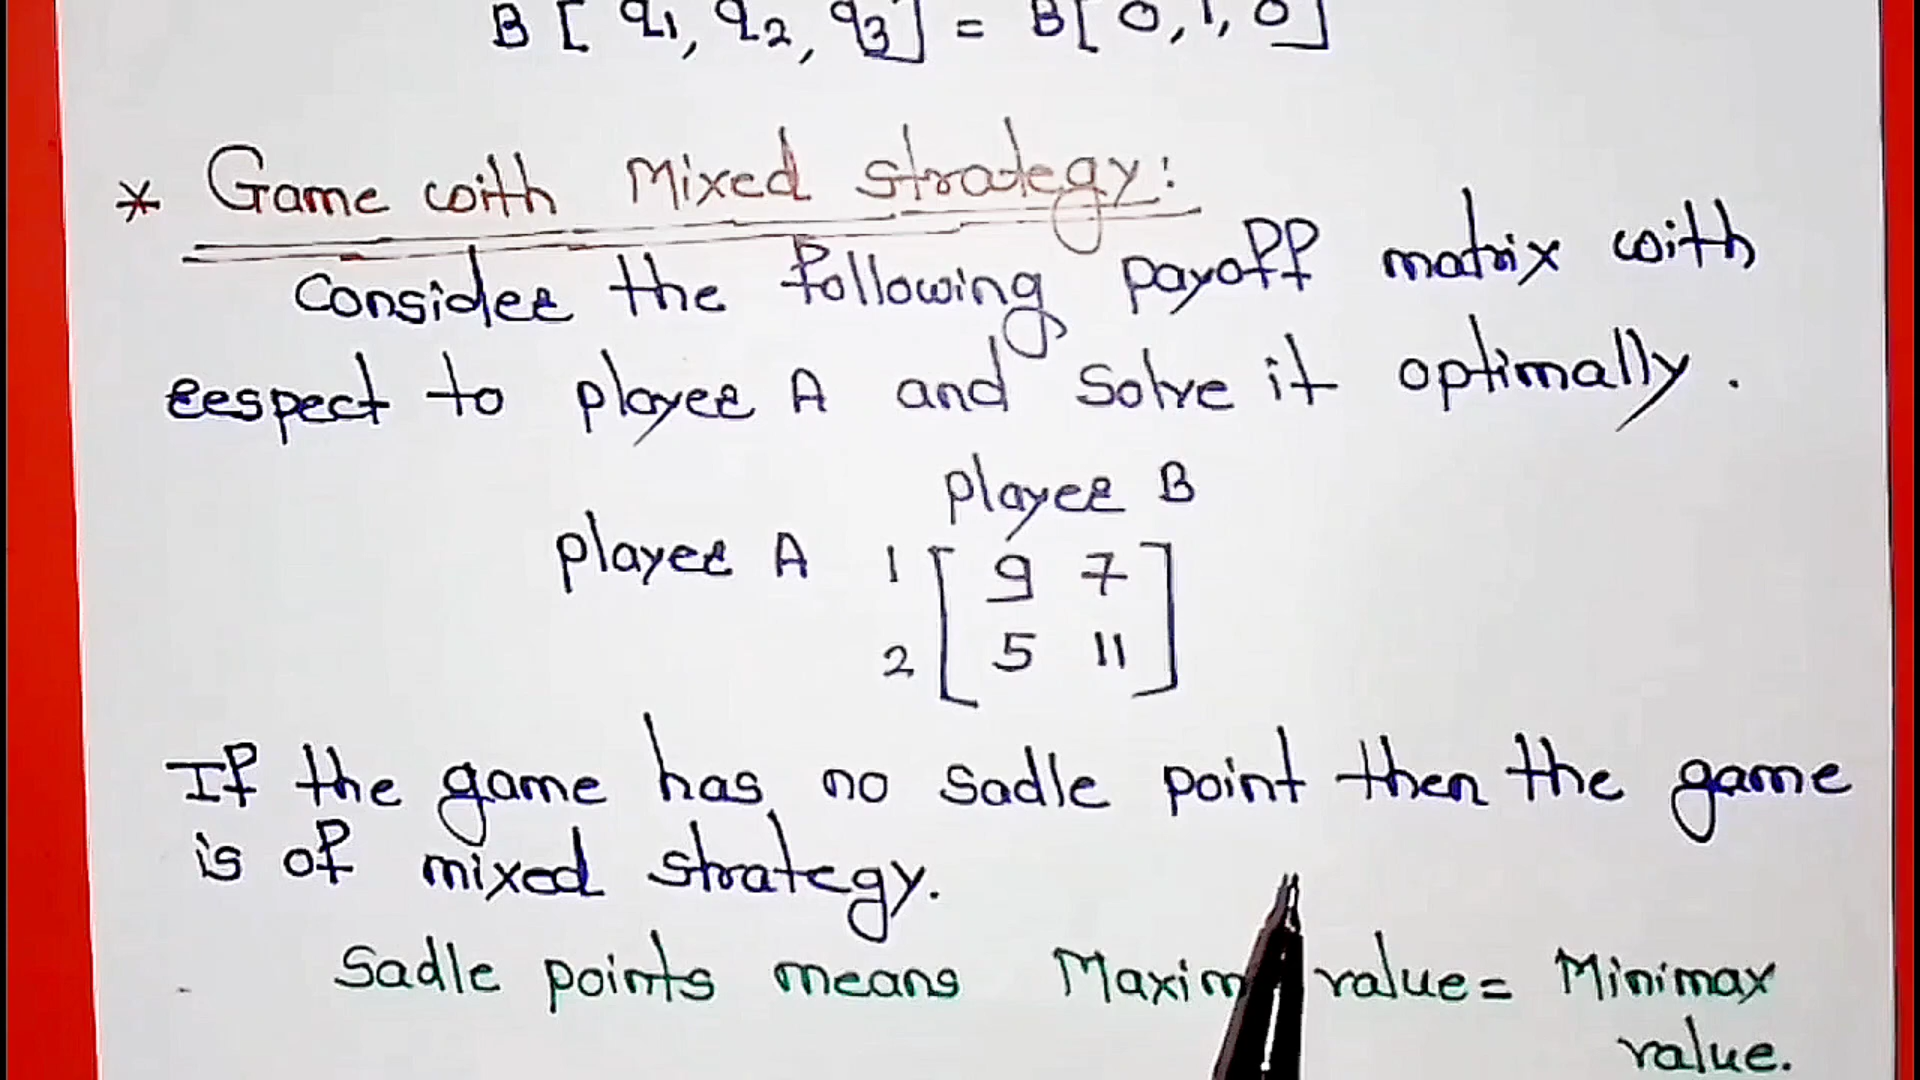 B [ q1, q2, q3 ] = B[ 0, 1, 0 ]
* Game with Mixed strategy:
Consider the following payoff matrix with
respect to player A and Solve it optimally.
player B
player A 1 [ 9 7 ]
2 [ 5 11 ]
If the game has no Sadle point then the game
is of mixed strategy.
Sadle points means value = Minimax
value.